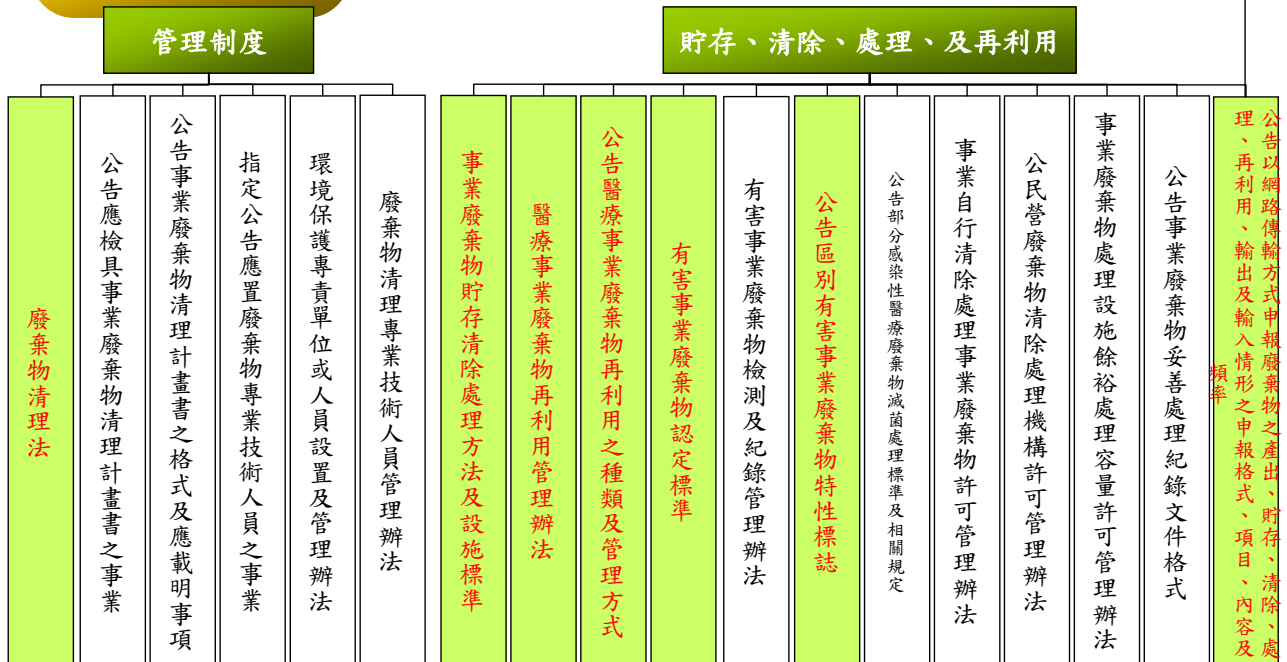 管理制度
廢棄物清理法
公告應檢具事業廢棄物清理計畫書之事業
公告事業廢棄物清理計畫書之格式及應載明事項
指定公告應置廢棄物專業技術人員之事業
環境保護專責單位或人員設置及管理辦法
廢棄物清理專業技術人員管理辦法
貯存、清除、處理、及再利用
事業廢棄物貯存清除處理方法及設施標準
醫療事業廢棄物再利用管理辦法
公告醫療事業廢棄物再利用之種類及管理方式
有害事業廢棄物認定標準
有害事業廢棄物檢測及紀錄管理辦法
公告區別有害事業廢棄物特性標誌
公告部分感染性醫療廢棄物滅菌處理標準及相關規定
事業自行清除處理事業廢棄物許可管理辦法
公民營廢棄物清除處理機構許可管理辦法
事業廢棄物處理設施餘裕處理容量許可管理辦法
公告事業廢棄物妥善處理紀錄文件格式
公告以網路傳輸方式申報廢棄物之產出、貯存、清除、處
理、再利用、輸出及輸入情形之申報格式、項目、內容及
頻率